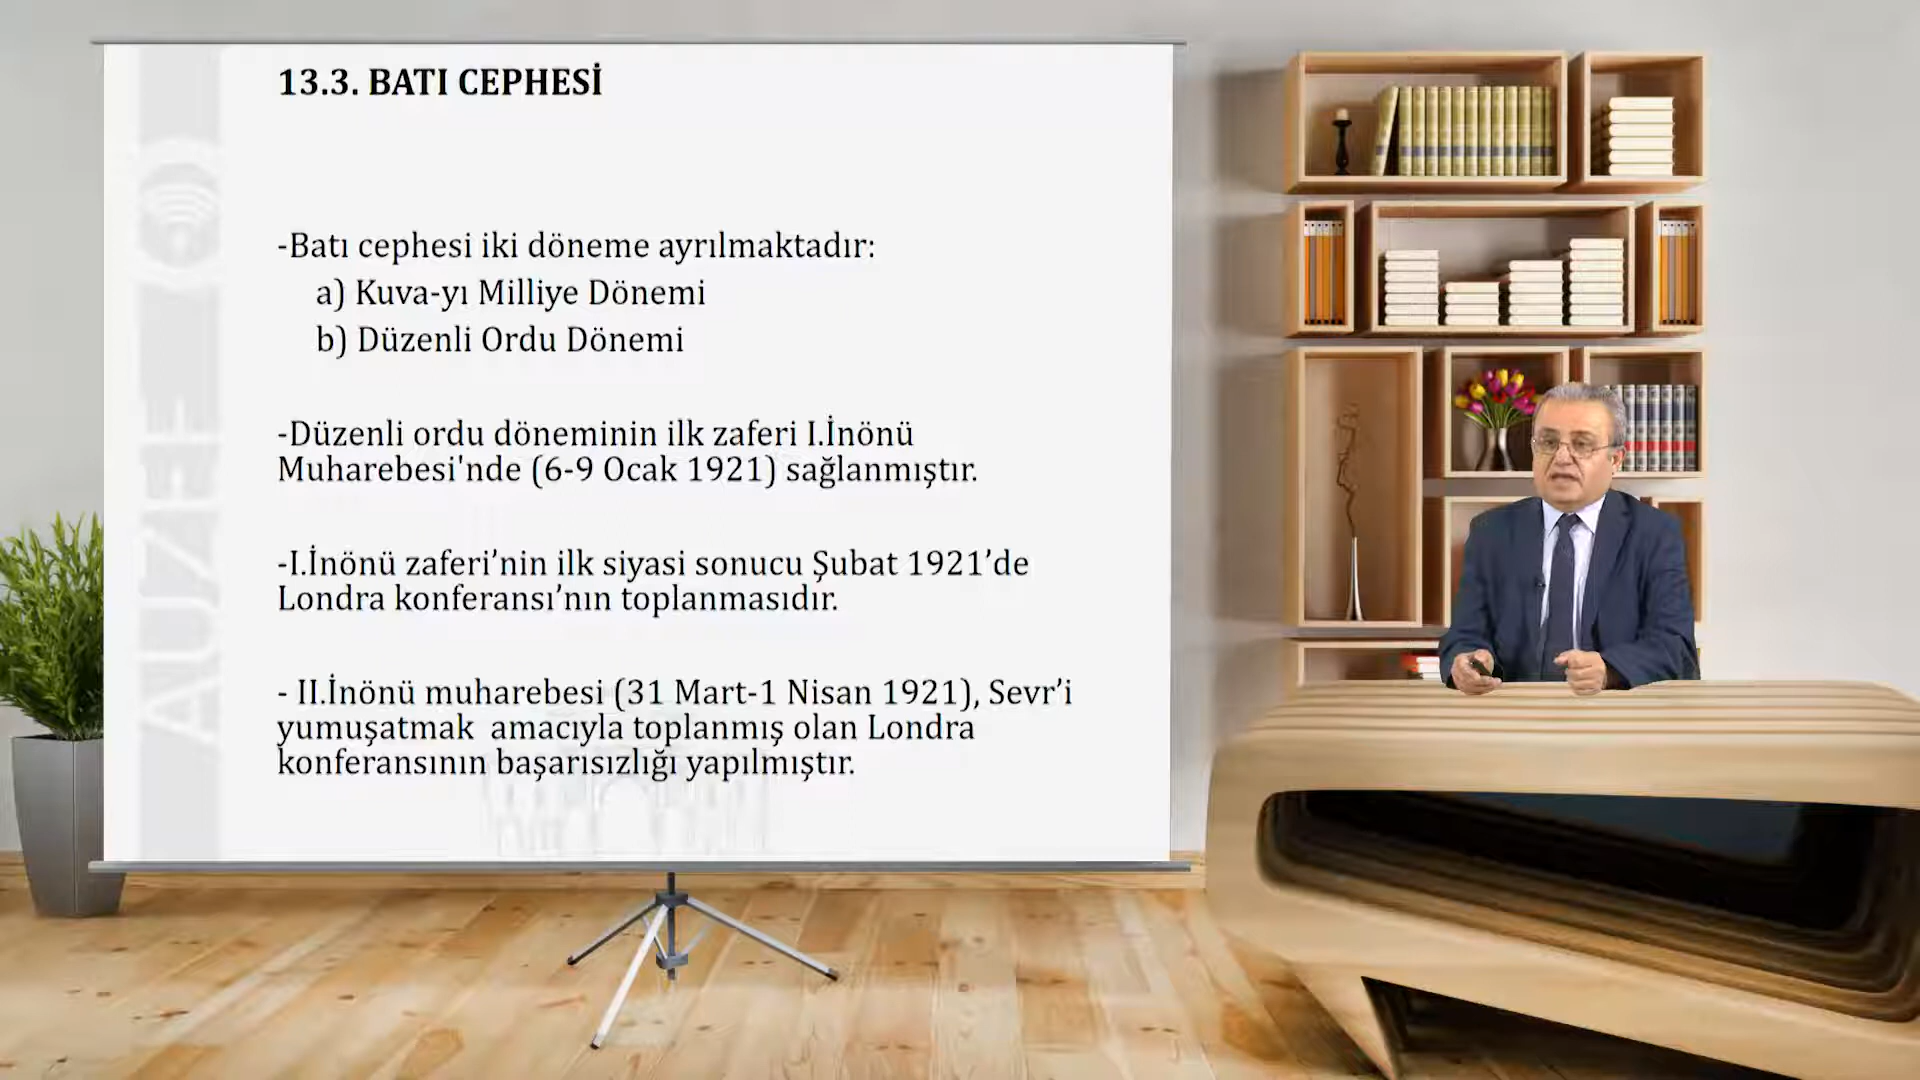 13.3. BATI CEPHESİ
-Batı cephesi iki döneme ayrılmaktadır:
a) Kuva-yı Milliye Dönemi
b) Düzenli Ordu Dönemi
-Düzenli ordu döneminin ilk zaferi I.İnönü
Muharebesi'nde (6-9 Ocak 1921) sağlanmıştır.
-I.İnönü zaferi’nin ilk siyasi sonucu Şubat 1921’de
Londra konferansı’nın toplanmasıdır.
- II.İnönü muharebesi (31 Mart-1 Nisan 1921), Sevr’i
yumuşatmak  amacıyla toplanmış olan Londra
konferansının başarısızlığı yapılmıştır.
AUZEF